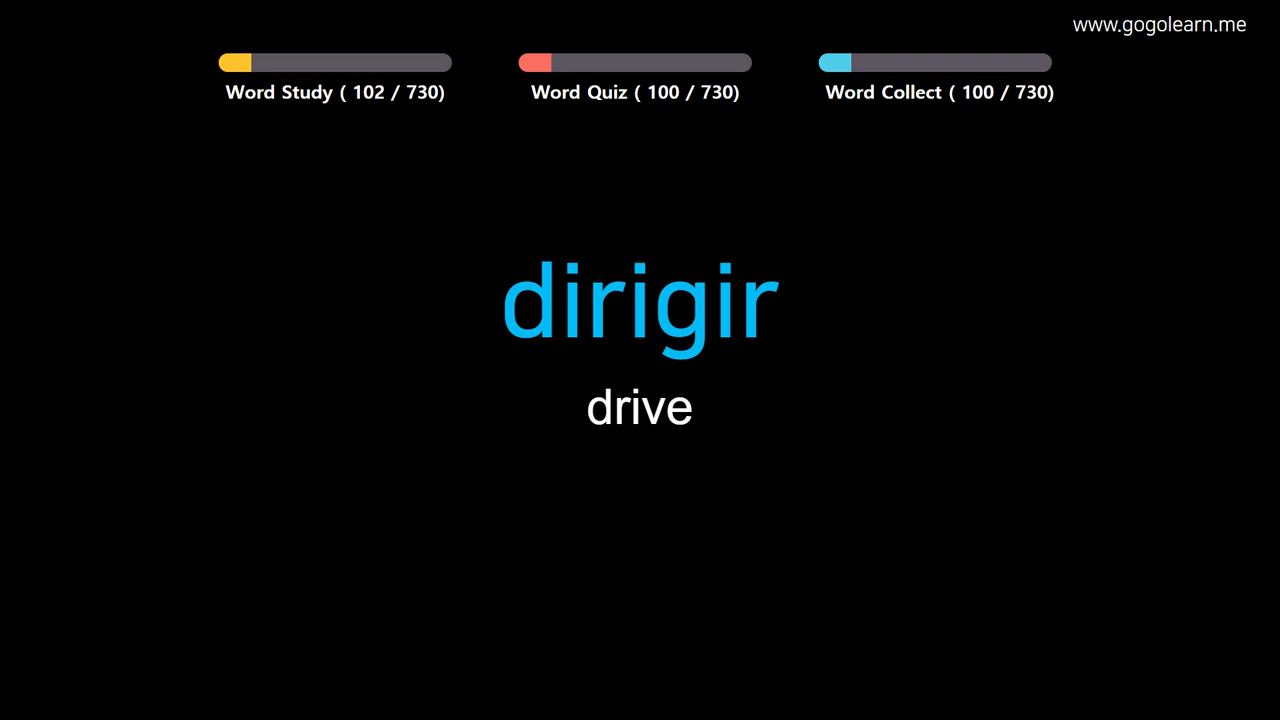 www.gogolearn.me
Word Study ( 102 / 730)
Word Quiz ( 100 / 730)
Word Collect ( 100 / 730)
dirigir
drive